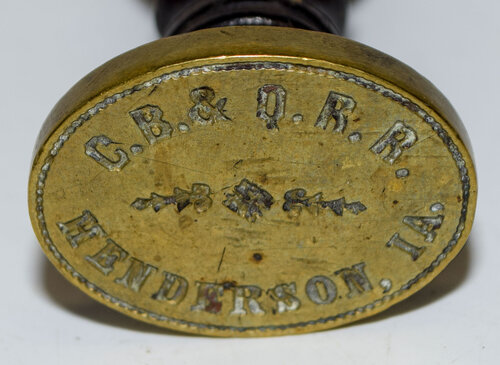 C.B.& Q.R.R.
HENDERSON, IA.